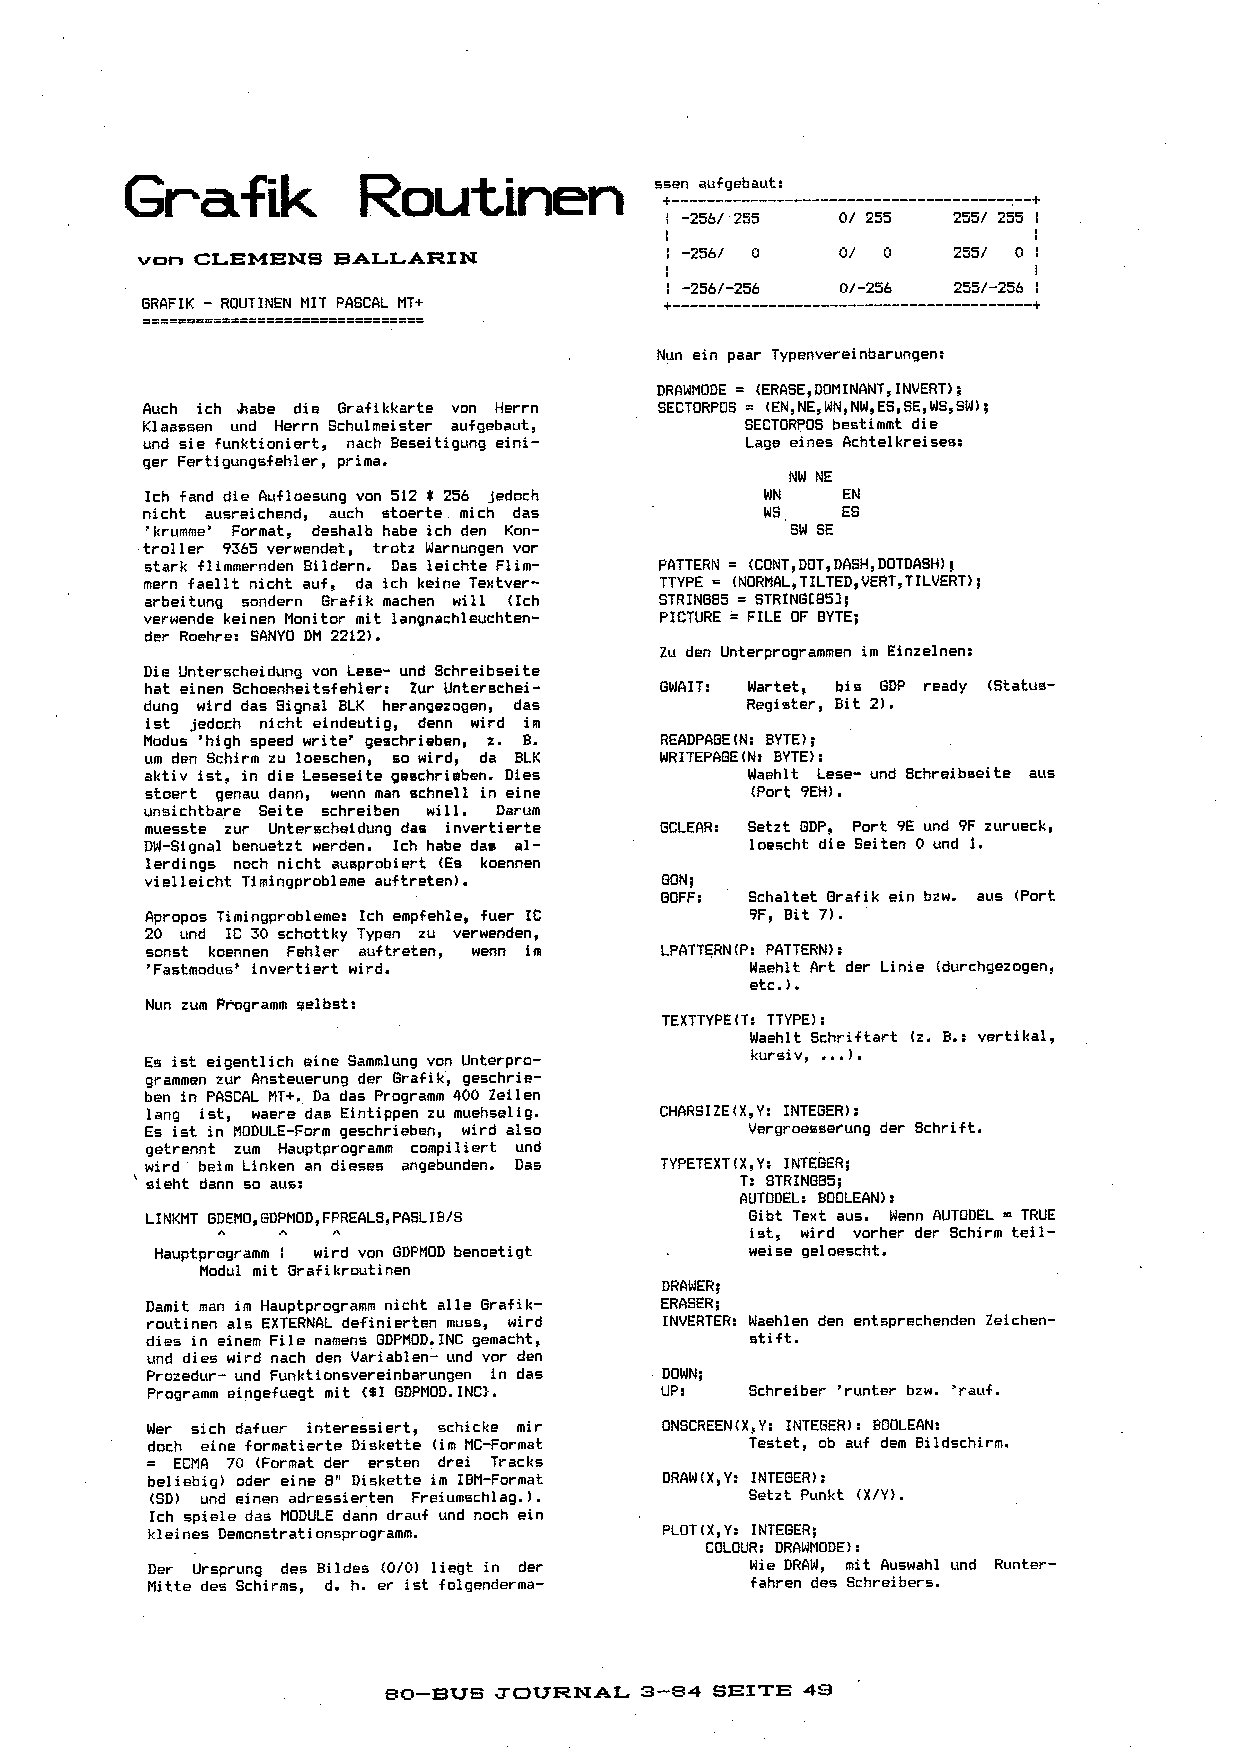 Grafik Routinen
von CLEMENS BALLARIN
GRAFIK - ROUTINEN MIT PASCAL MT+
================================
Auch ich habe die Grafikkarte von Herrn
Klaassen und Herrn Schulmeister aufgebaut,
und sie funktioniert, nach Beseitigung eini-
ger Fertigungsfehler, prima.
Ich fand die Aufloesung von 512 * 256 jedoch
nicht ausreichend, auch stoerte mich das
'krumme' Format, deshalb habe ich den Kon-
troller 9365 verwendet, trotz Warnungen vor
stark flimmernden Bildern. Das leichte Flim-
mern faellt nicht auf, da ich keine Textver-
arbeitung sondern Grafik machen will (Ich
verwende keinen Monitor mit langnachleuchten-
der Roehre: SANYO DM 2212).
Die Unterscheidung von Lese- und Schreibseite
hat einen Schoenheitsfehler: Zur Unterschei-
dung wird das Signal BLK herangezogen, das
ist jedoch nicht eindeutig, denn wird im
Modus 'high speed write' geschrieben, z. B.
um den Schirm zu loeschen, so wird, da BLK
aktiv ist, in die Leseseite geschrieben. Dies
stoert genau dann, wenn man schnell in eine
unsichtbare Seite schreiben will. Darum
muesste zur Unterscheidung das invertierte
DW-Signal benuetzt werden. Ich habe das al-
lerdings noch nicht ausprobiert (Es koennen
vielleicht Timingprobleme auftreten).
Apropos Timingprobleme: Ich empfehle, fuer IC
20 und IC 30 schottky Typen zu verwenden,
sonst koennen Fehler auftreten, wenn im
'Fastmodus' invertiert wird.
Nun zum Programm selbst:
Es ist eigentlich eine Sammlung von Unterpro-
grammen zur Ansteuerung der Grafik, geschrie-
ben in PASCAL MT+. Da das Programm 400 Zeilen
lang ist, waere das Eintippen zu muehselig.
Es ist in MODULE-Form geschrieben, wird also
getrennt zum Hauptprogramm compiliert und
wird beim Linken an dieses angebunden. Das
sieht dann so aus:
LINKMT GDEMO,GDPMOD,FPREALS,PASLIB/S
^ ^ ^
Hauptprogramm ¦ wird von GDPMOD benoetigt
Modul mit Grafikroutinen
Damit man im Hauptprogramm nicht alle Grafik-
routinen als EXTERNAL definierten muss, wird
dies in einem File namens GDPMOD.INC gemacht,
und dies wird nach den Variablen- und vor den
Prozedur- und Funktionsvereinbarungen in das
Programm eingefuegt mit {$I GDPMOD.INC}.
Wer sich dafuer interessiert, schicke mir
doch eine formatierte Diskette (im MC-Format
= ECMA 70 (Format der ersten drei Tracks
beliebig) oder eine 8" Diskette im IBM-Format
(SD) und einen adressierten Freiumschlag.).
Ich spiele das MODULE dann drauf und noch ein
kleines Demonstrationsprogramm.
Der Ursprung des Bildes (0/0) liegt in der
Mitte des Schirms, d. h. er ist folgenderma-
ssen aufgebaut:
+-----------------------------------------+
¦ -256/ 255 0/ 255 255/ 255 ¦
¦ ¦
¦ -256/ 0 0/ 0 255/ 0 ¦
¦ ¦
¦ -256/-256 0/-256 255/-256 ¦
+-----------------------------------------+
Nun ein paar Typenvereinbarungen:
DRAWMODE = (ERASE,DOMINANT,INVERT);
SECTORPOS = (EN,NE,WN,NW,ES,SE,WS,SW);
SECTORPOS bestimmt die
Lage eines Achtelkreises:
NW NE
WN EN
WS ES
SW SE
PATTERN = (CONT,DOT,DASH,DOTDASH);
TTYPE = (NORMAL,TILTED,VERT,TILVERT);
STRING85 = STRING[85];
PICTURE = FILE OF BYTE;
Zu den Unterprogrammen im Einzelnen:
GWAIT: Wartet, bis GDP ready (Status-
Register, Bit 2).
READPAGE(N: BYTE);
WRITEPAGE(N: BYTE):
Waehlt Lese- und Schreibseite aus
(Port 9EH).
GCLEAR: Setzt GDP, Port 9E und 9F zurueck,
loescht die Seiten 0 und 1.
GON;
GOFF: Schaltet Grafik ein bzw. aus (Port
9F, Bit 7).
LPATTERN(P: PATTERN):
Waehlt Art der Linie (durchgezogen,
etc.).
TEXTTYPE(T: TTYPE):
Waehlt Schriftart (z. B.: vertikal,
kursiv, ...).
CHARSIZE(X,Y: INTEGER):
Vergroesserung der Schrift.
TYPETEXT(X,Y: INTEGER;
T: STRING85;
AUTODEL: BOOLEAN):
Gibt Text aus. Wenn AUTODEL = TRUE
ist, wird vorher der Schirm teil-
weise geloescht.
DRAWER;
ERASER;
INVERTER: Waehlen den entsprechenden Zeichen-
stift.
DOWN;
UP: Schreiber 'runter bzw. 'rauf.
ONSCREEN(X,Y: INTEGER): BOOLEAN:
Testet, ob auf dem Bildschirm.
DRAW(X,Y: INTEGER):
Setzt Punkt (X/Y).
PLOT(X,Y: INTEGER;
COLOUR: DRAWMODE):
Wie DRAW, mit Auswahl und Runter-
fahren des Schreibers.
80-BUS JOURNAL 3-84 SEITE 49